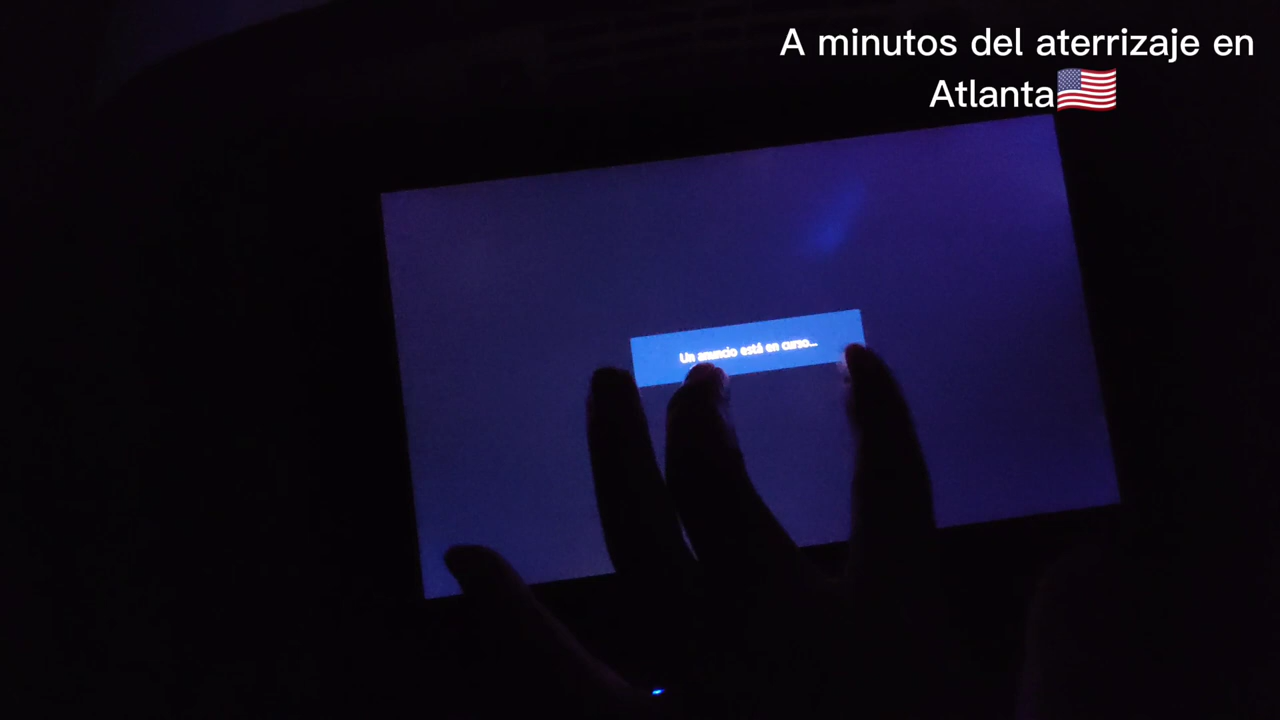 A minutos del aterrizaje en
Atlanta🇺🇸
Un anuncio está en curso...